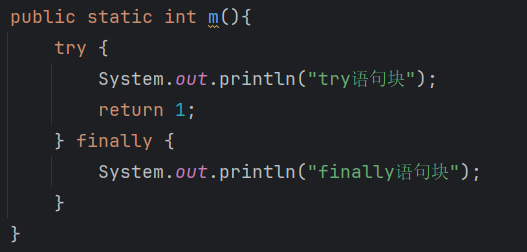 public static int m(){
    try {
        System.out.println("try语句块");
        return 1;
    } finally {
        System.out.println("finally语句块");
    }
}